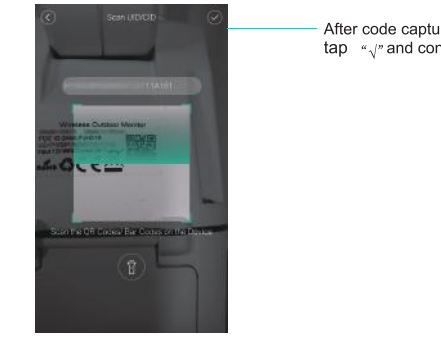 Scan UID/CID
After code captu
tap "√" and con
Wireless Outdoor Monitor
Scan the QR Codes/ Bar Codes on the Device